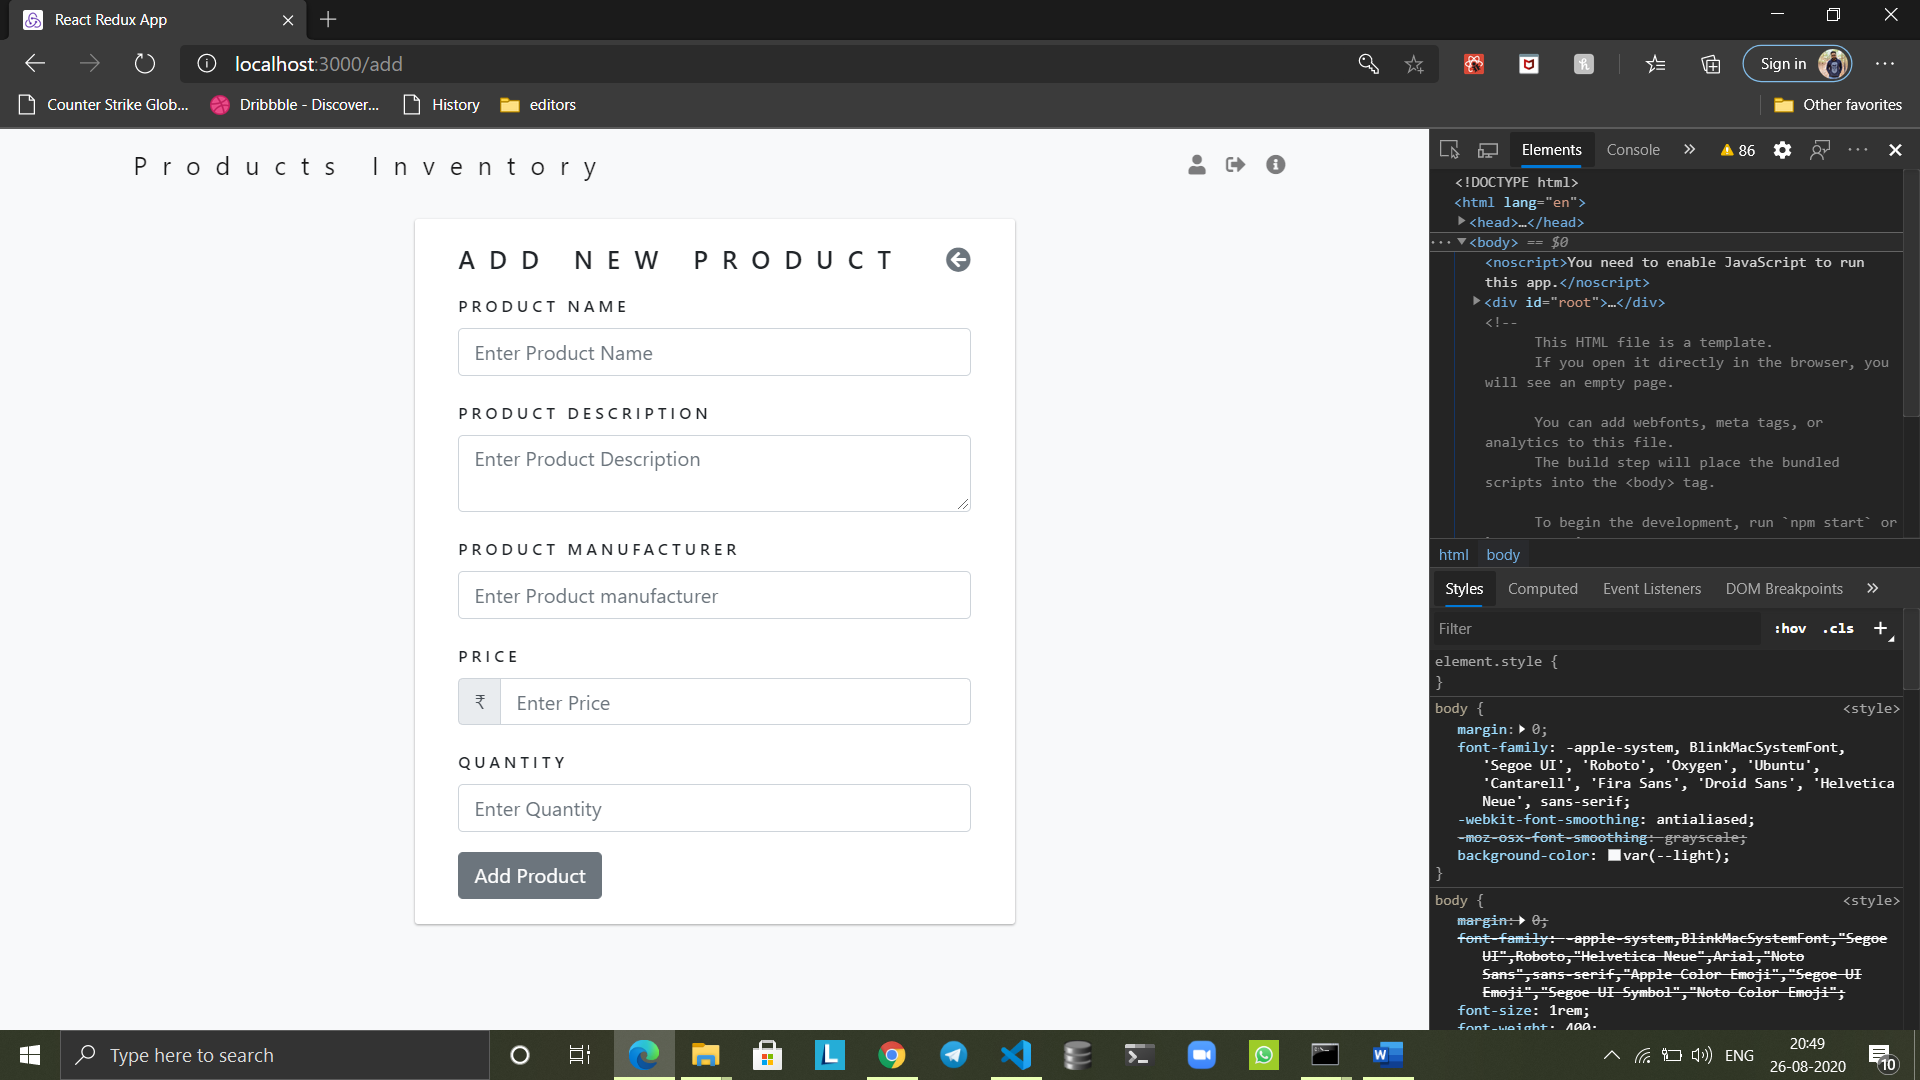 React Redux App
localhost:3000/add
Sign in
Counter Strike Glob...
Dribbble - Discover...
History
editors
Other favorites
Products Inventory
ADD NEW PRODUCT
PRODUCT NAME
Enter Product Name
PRODUCT DESCRIPTION
Enter Product Description
PRODUCT MANUFACTURER
Enter Product manufacturer
PRICE
₹ Enter Price
QUANTITY
Enter Quantity
Add Product
Elements Console » 86
<!DOCTYPE html>
<html lang="en">
<head>…</head>
<body> == $0
<noscript>You need to enable JavaScript to run
this app.</noscript>
<div id="root">…</div>
<!--
This HTML file is a template.
If you open it directly in the browser, you
will see an empty page.
You can add webfonts, meta tags, or
analytics to this file.
The build step will place the bundled
scripts into the <body> tag.
To begin the development, run `npm start` or
html body
Styles Computed Event Listeners DOM Breakpoints »
Filter :hov .cls +
element.style {
}
body { <style>
margin: 0;
font-family: -apple-system, BlinkMacSystemFont,
'Segoe UI', 'Roboto', 'Oxygen', 'Ubuntu',
'Cantarell', 'Fira Sans', 'Droid Sans', 'Helvetica
Neue', sans-serif;
-webkit-font-smoothing: antialiased;
-moz-osx-font-smoothing: grayscale;
background-color: var(--light);
}
body { <style>
margin: 0;
font-family: -apple-system,BlinkMacSystemFont,"Segoe
UI",Roboto,"Helvetica Neue",Arial,"Noto
Sans",sans-serif,"Apple Color Emoji","Segoe UI
Emoji","Segoe UI Symbol","Noto Color Emoji";
font-size: 1rem;
font-weight: 400;
Type here to search
ENG
20:49
26-08-2020
10